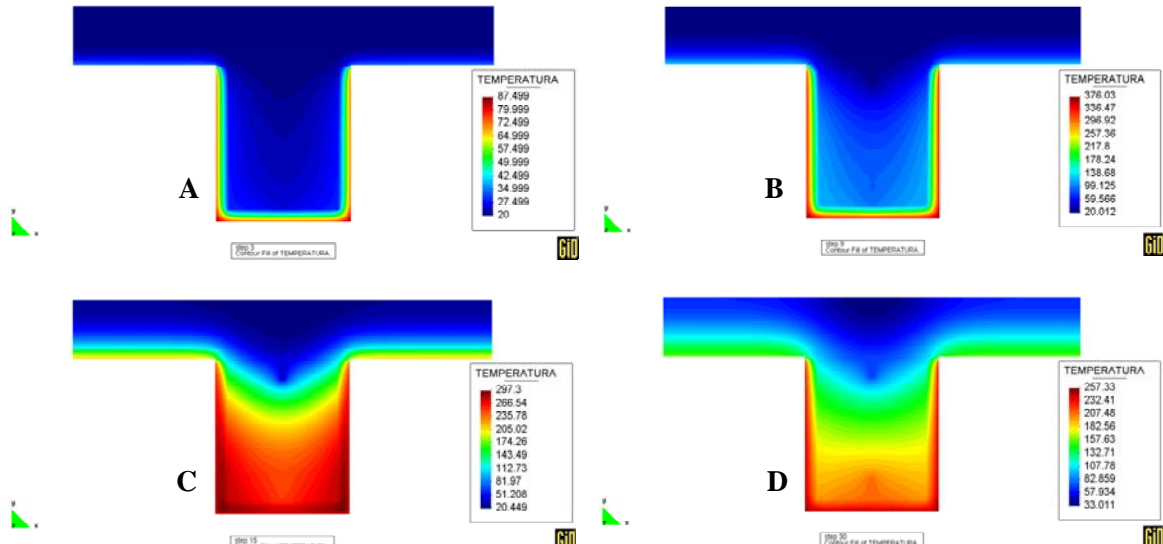 TEMPERATURA
87.499
79.999
72.499
64.999
57.499
49.999
42.499
34.999
27.499
20
A
y
z x
step 3
Contour Fill of TEMPERATURA.
GiD
TEMPERATURA
376.03
336.47
296.92
257.36
217.8
178.24
138.68
99.125
59.566
20.012
B
y
z x
step 9
Contour Fill of TEMPERATURA.
GiD
TEMPERATURA
297.3
266.54
235.78
205.02
174.26
143.49
112.73
81.97
51.208
20.449
C
y
z x
step 15
GiD
TEMPERATURA
257.33
232.41
207.48
182.56
157.63
132.71
107.78
82.859
57.934
33.011
D
y
z x
step 30
Contour Fill of TEMPERATURA.
GiD